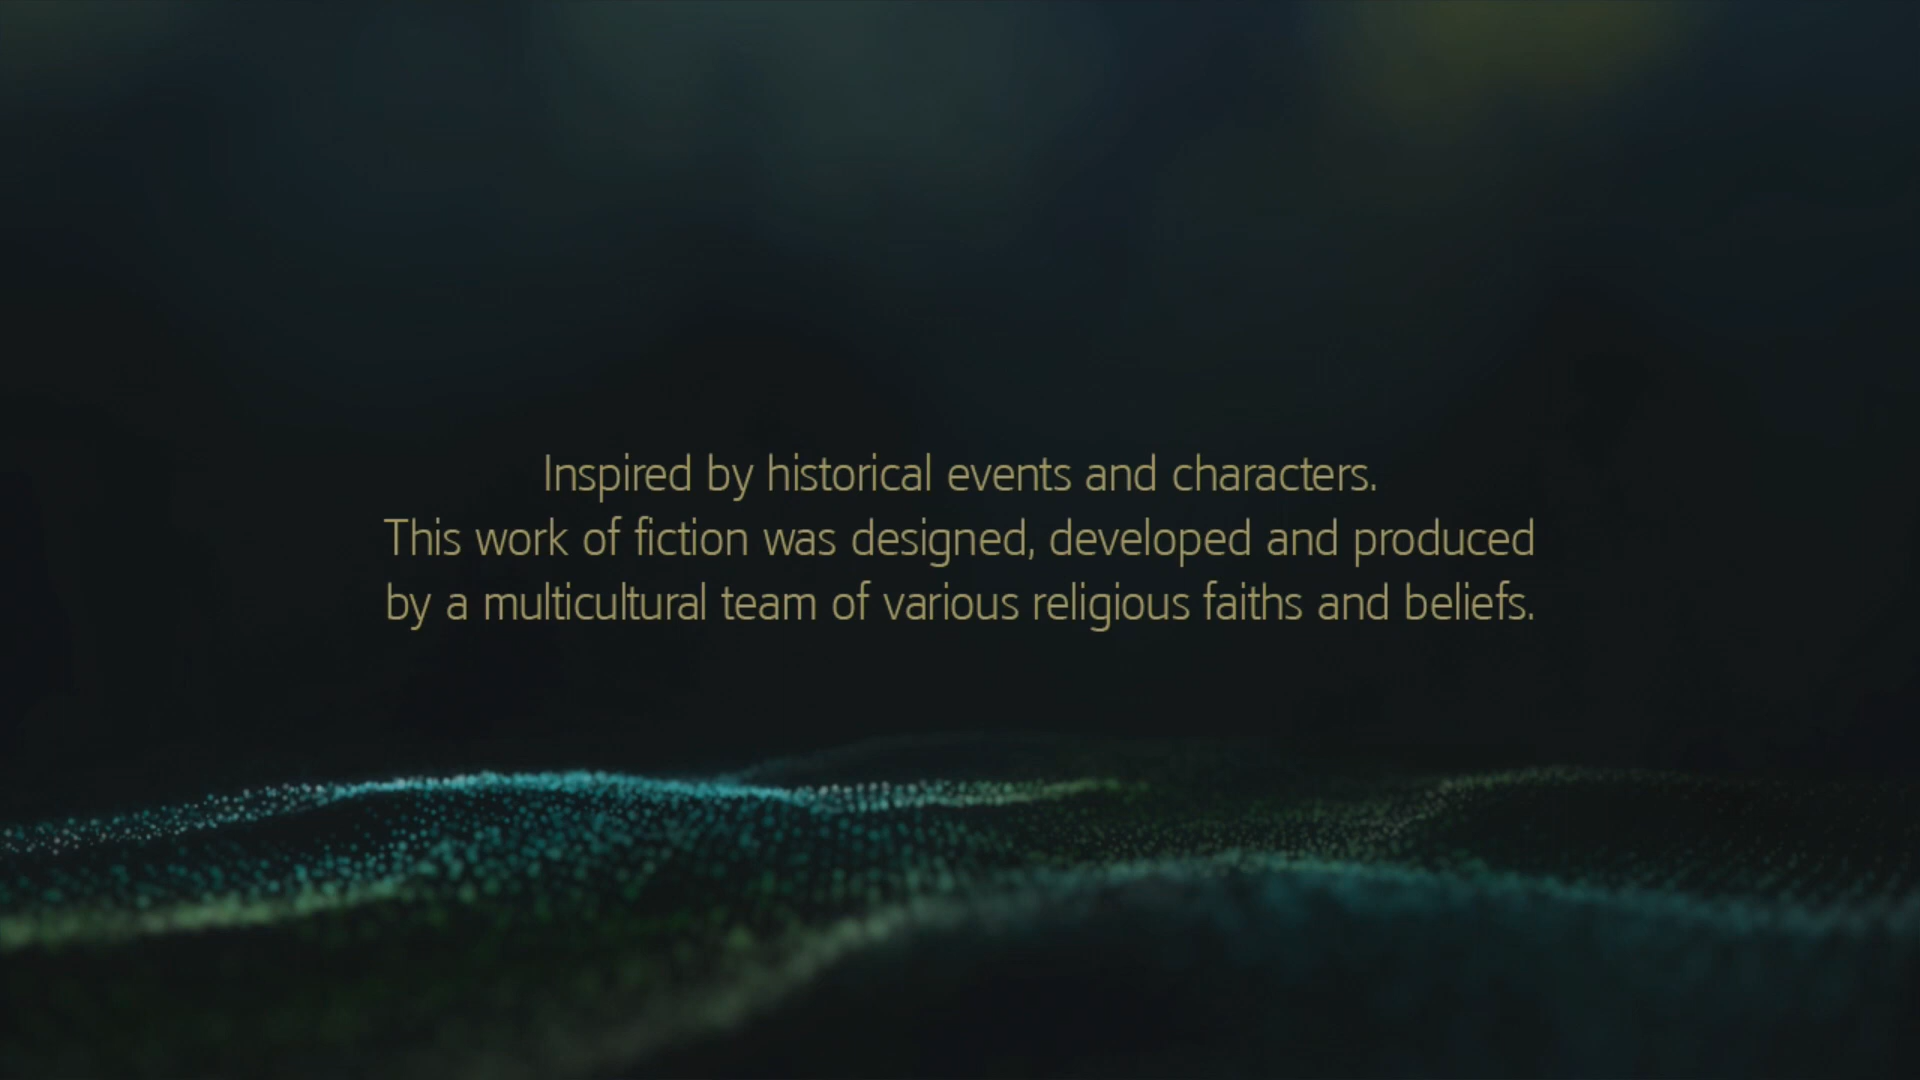 Inspired by historical events and characters.
This work of fiction was designed, developed and produced
by a multicultural team of various religious faiths and beliefs.